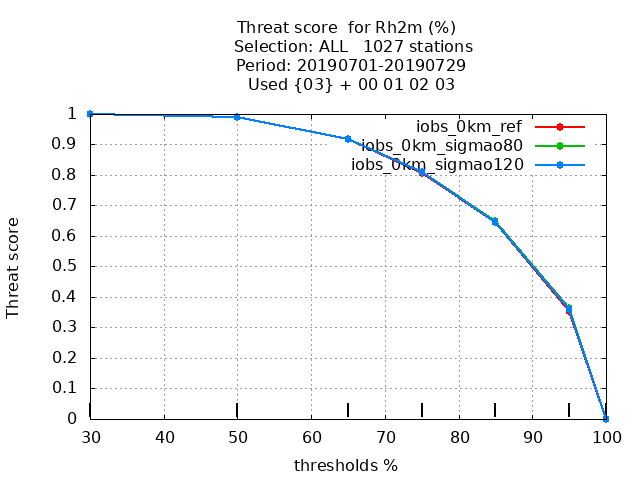 Threat score  for Rh2m (%)
Selection: ALL   1027 stations
Period: 20190701-20190729
Used {03} + 00 01 02 03
1
0.9
0.8
0.7
0.6
0.5
0.4
0.3
0.2
0.1
0
Threat score
iobs_0km_ref
iobs_0km_sigmao80
iobs_0km_sigmao120
30 40 50 60 70 80 90 100
thresholds %